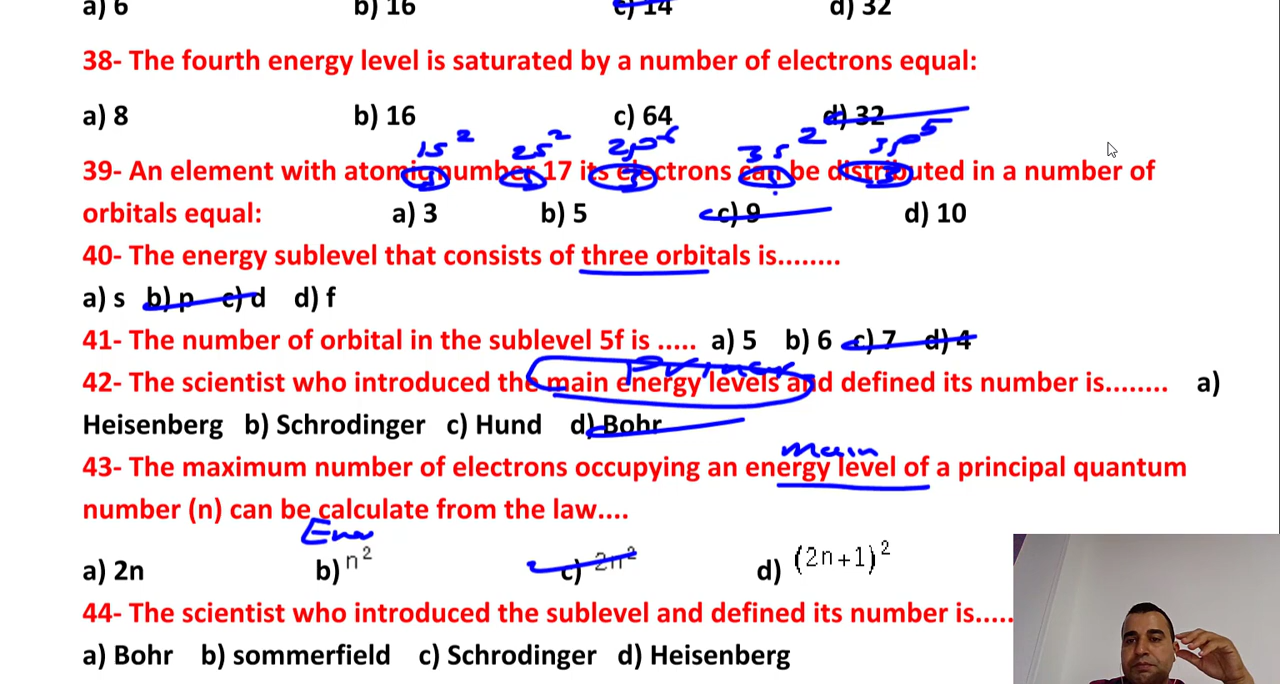 a) 6 b) 16 c) 14 d) 32
38- The fourth energy level is saturated by a number of electrons equal:
a) 8 b) 16 c) 64 d) 32
1s² 2s² 2p⁶ 3s² 3p⁵
39- An element with atomic number 17 its electrons can be distributed in a number of
orbitals equal: a) 3 b) 5 c) 9 d) 10
40- The energy sublevel that consists of three orbitals is........
a) s b) p c) d d) f
41- The number of orbital in the sublevel 5f is ..... a) 5 b) 6 c) 7 d) 4
42- The scientist who introduced the main energy levels and defined its number is........ a)
Heisenberg b) Schrodinger c) Hund d) Bohr
main
43- The maximum number of electrons occupying an energy level of a principal quantum
number (n) can be calculate from the law....
a) 2n b) n² c) 2n² d) (2n+1)²
44- The scientist who introduced the sublevel and defined its number is.....
a) Bohr b) sommerfield c) Schrodinger d) Heisenberg